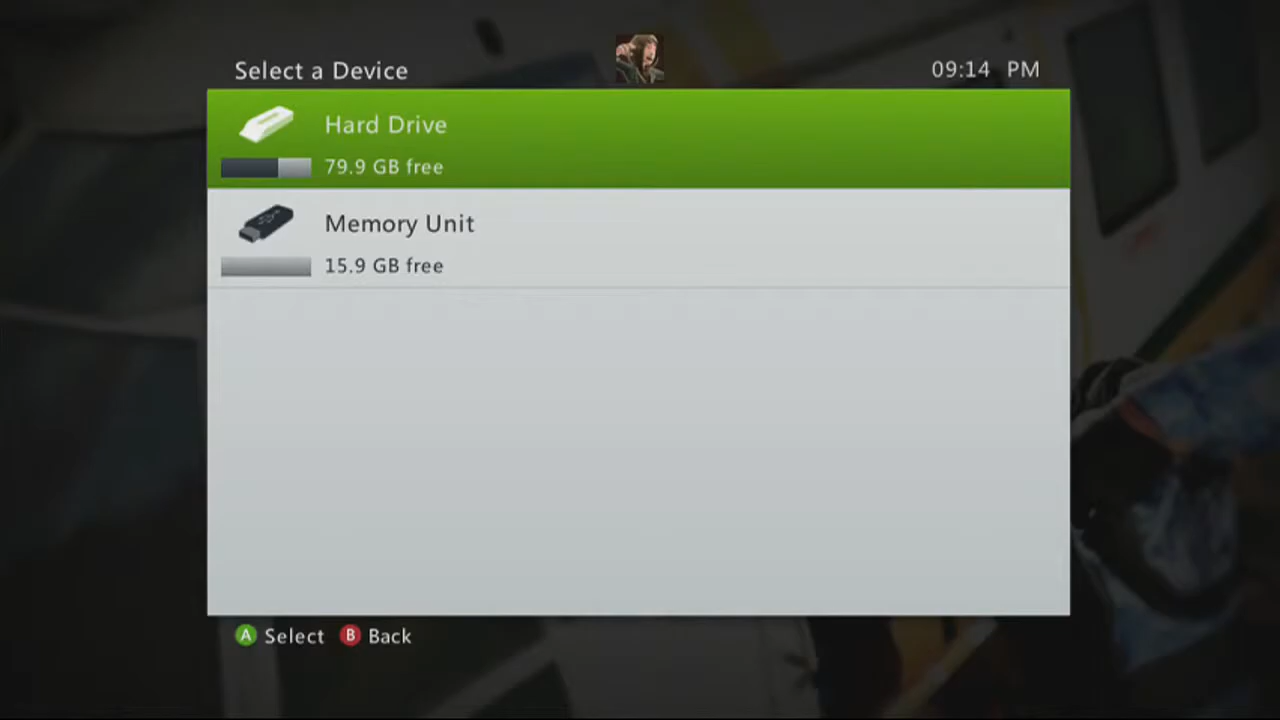 Select a Device
09:14 PM
Hard Drive
79.9 GB free
Memory Unit
15.9 GB free
A Select B Back